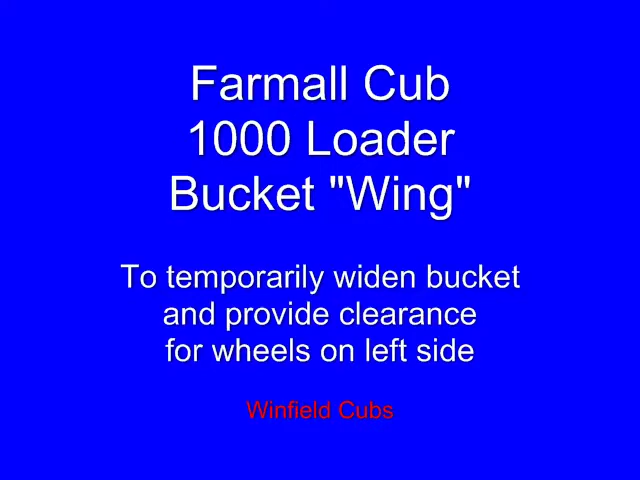 Farmall Cub
1000 Loader
Bucket "Wing"
To temporarily widen bucket
and provide clearance
for wheels on left side
Winfield Cubs